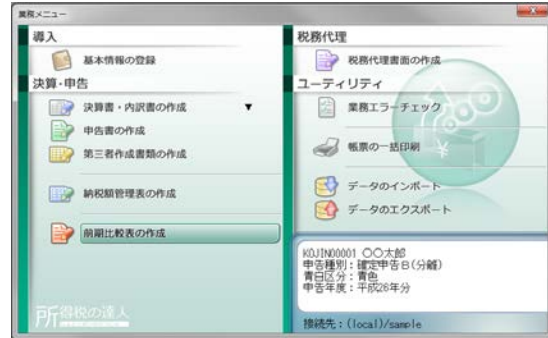 業務メニュー
導入
基本情報の登録
決算・申告
決算書・内訳書の作成 ▼
申告書の作成
第三者作成書類の作成
納税額管理表の作成
前期比較表の作成
所得税の達人
税務代理
税務代理書面の作成
ユーティリティ
業務エラーチェック
帳票の一括印刷
データのインポート
データのエクスポート
KOJIN00001 〇〇太郎
申告種別：確定申告B(分離)
青白区分：青色
申告年度：平成26年分
接続先：(local)/sample